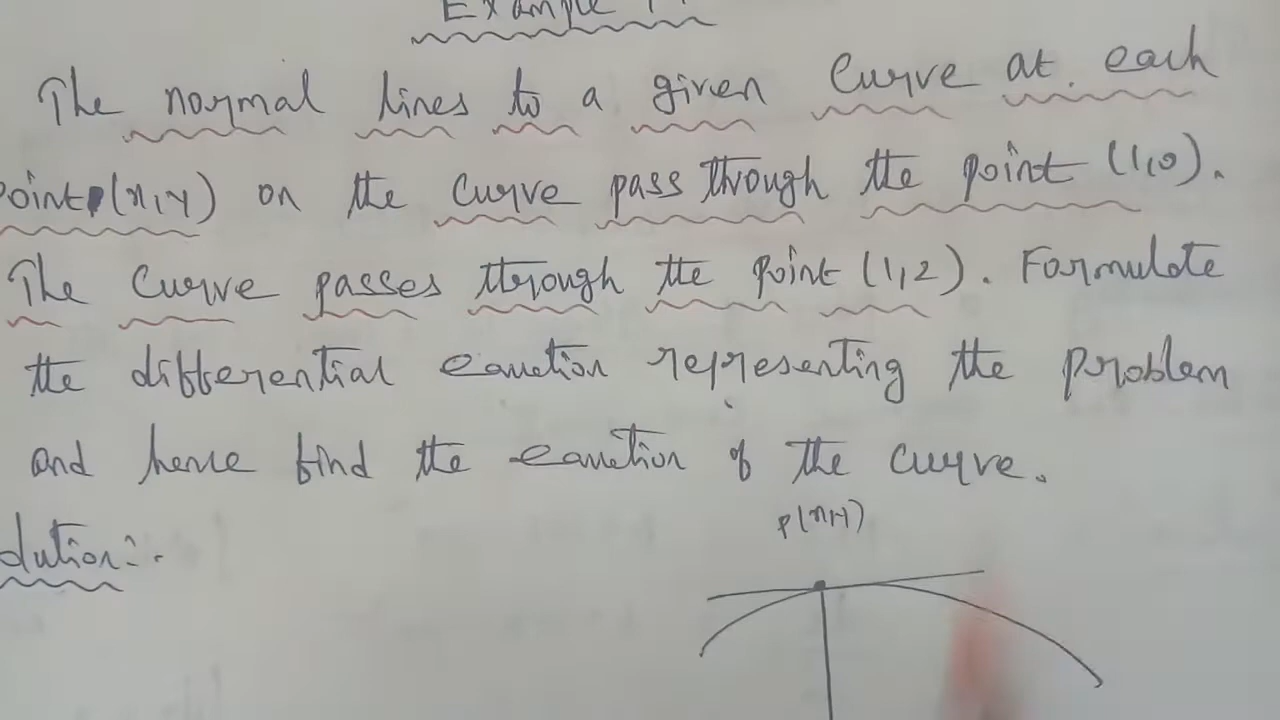 Example
The normal lines to a given curve at each
point P(x,y) on the curve pass through the point (1,0).
The curve passes through the point (1,2). Formulate
the differential equation representing the problem
and hence find the equation of the curve.
olution:-
P(x,y)